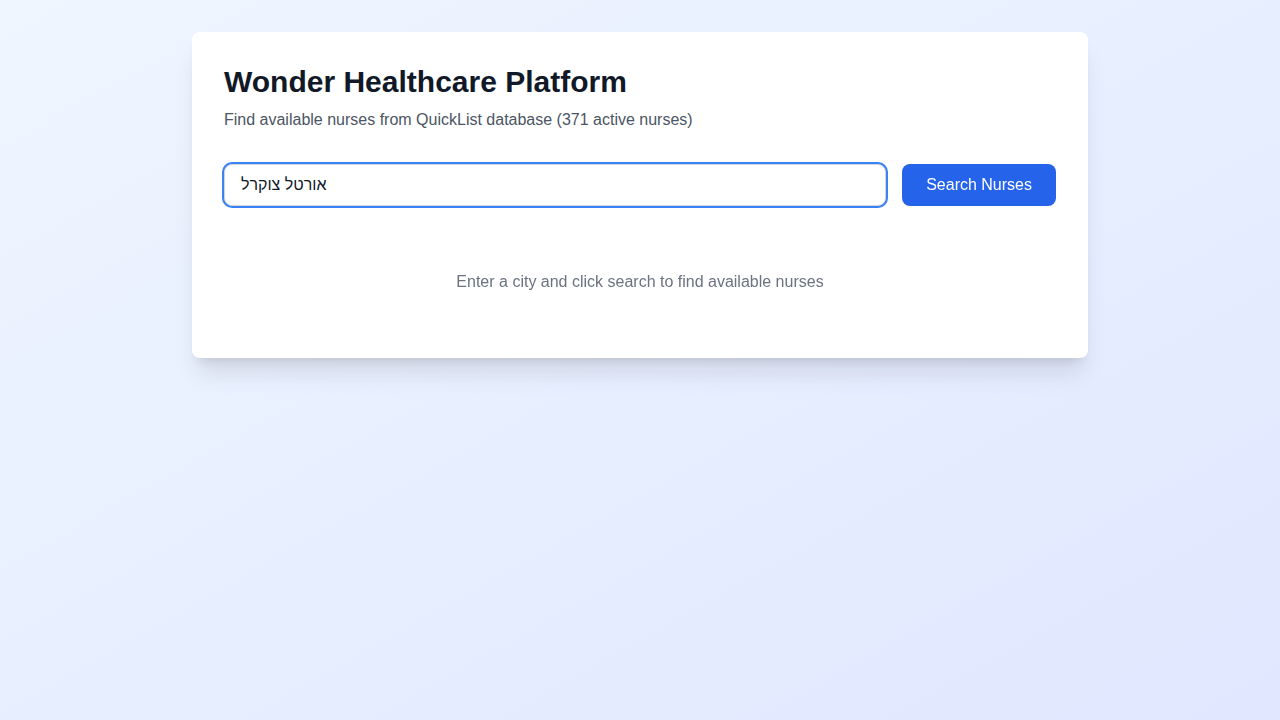 Wonder Healthcare Platform
Find available nurses from QuickList database (371 active nurses)
אורטל צוקרל
Search Nurses
Enter a city and click search to find available nurses